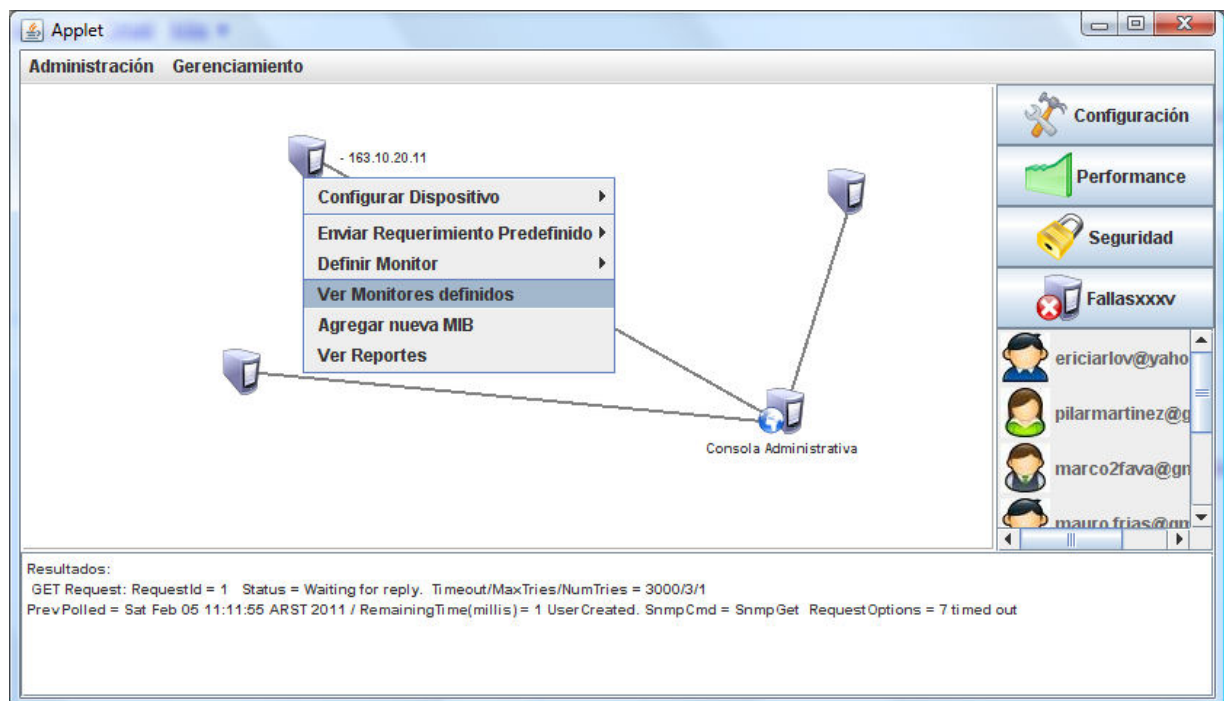 Applet
Administración Gerenciamiento
- 163.10.20.11
Configurar Dispositivo
Enviar Requerimiento Predefinido
Definir Monitor
Ver Monitores definidos
Agregar nueva MIB
Ver Reportes
Consola Administrativa
Configuración
Performance
Seguridad
Fallasxxxv
ericiarlov@yaho
pilarmartinez@g
marco2fava@gn
mauro.frias@gn
Resultados:
GET Request: RequestId = 1 Status = Waiting for reply. Timeout/MaxTries/NumTries = 3000/3/1
PrevPolled = Sat Feb 05 11:11:55 ARST 2011 / RemainingTime(millis) = 1 UserCreated. SnmpCmd = SnmpGet RequestOptions = 7 timed out